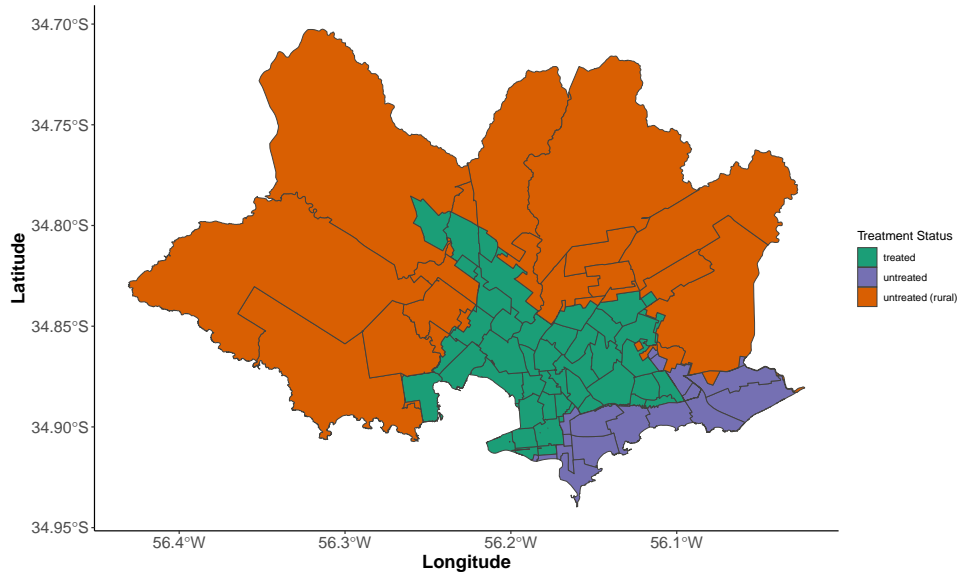 34.70°S
34.75°S
34.80°S
34.85°S
34.90°S
34.95°S
Latitude
56.4°W
56.3°W
56.2°W
56.1°W
Longitude
Treatment Status
treated
untreated
untreated (rural)